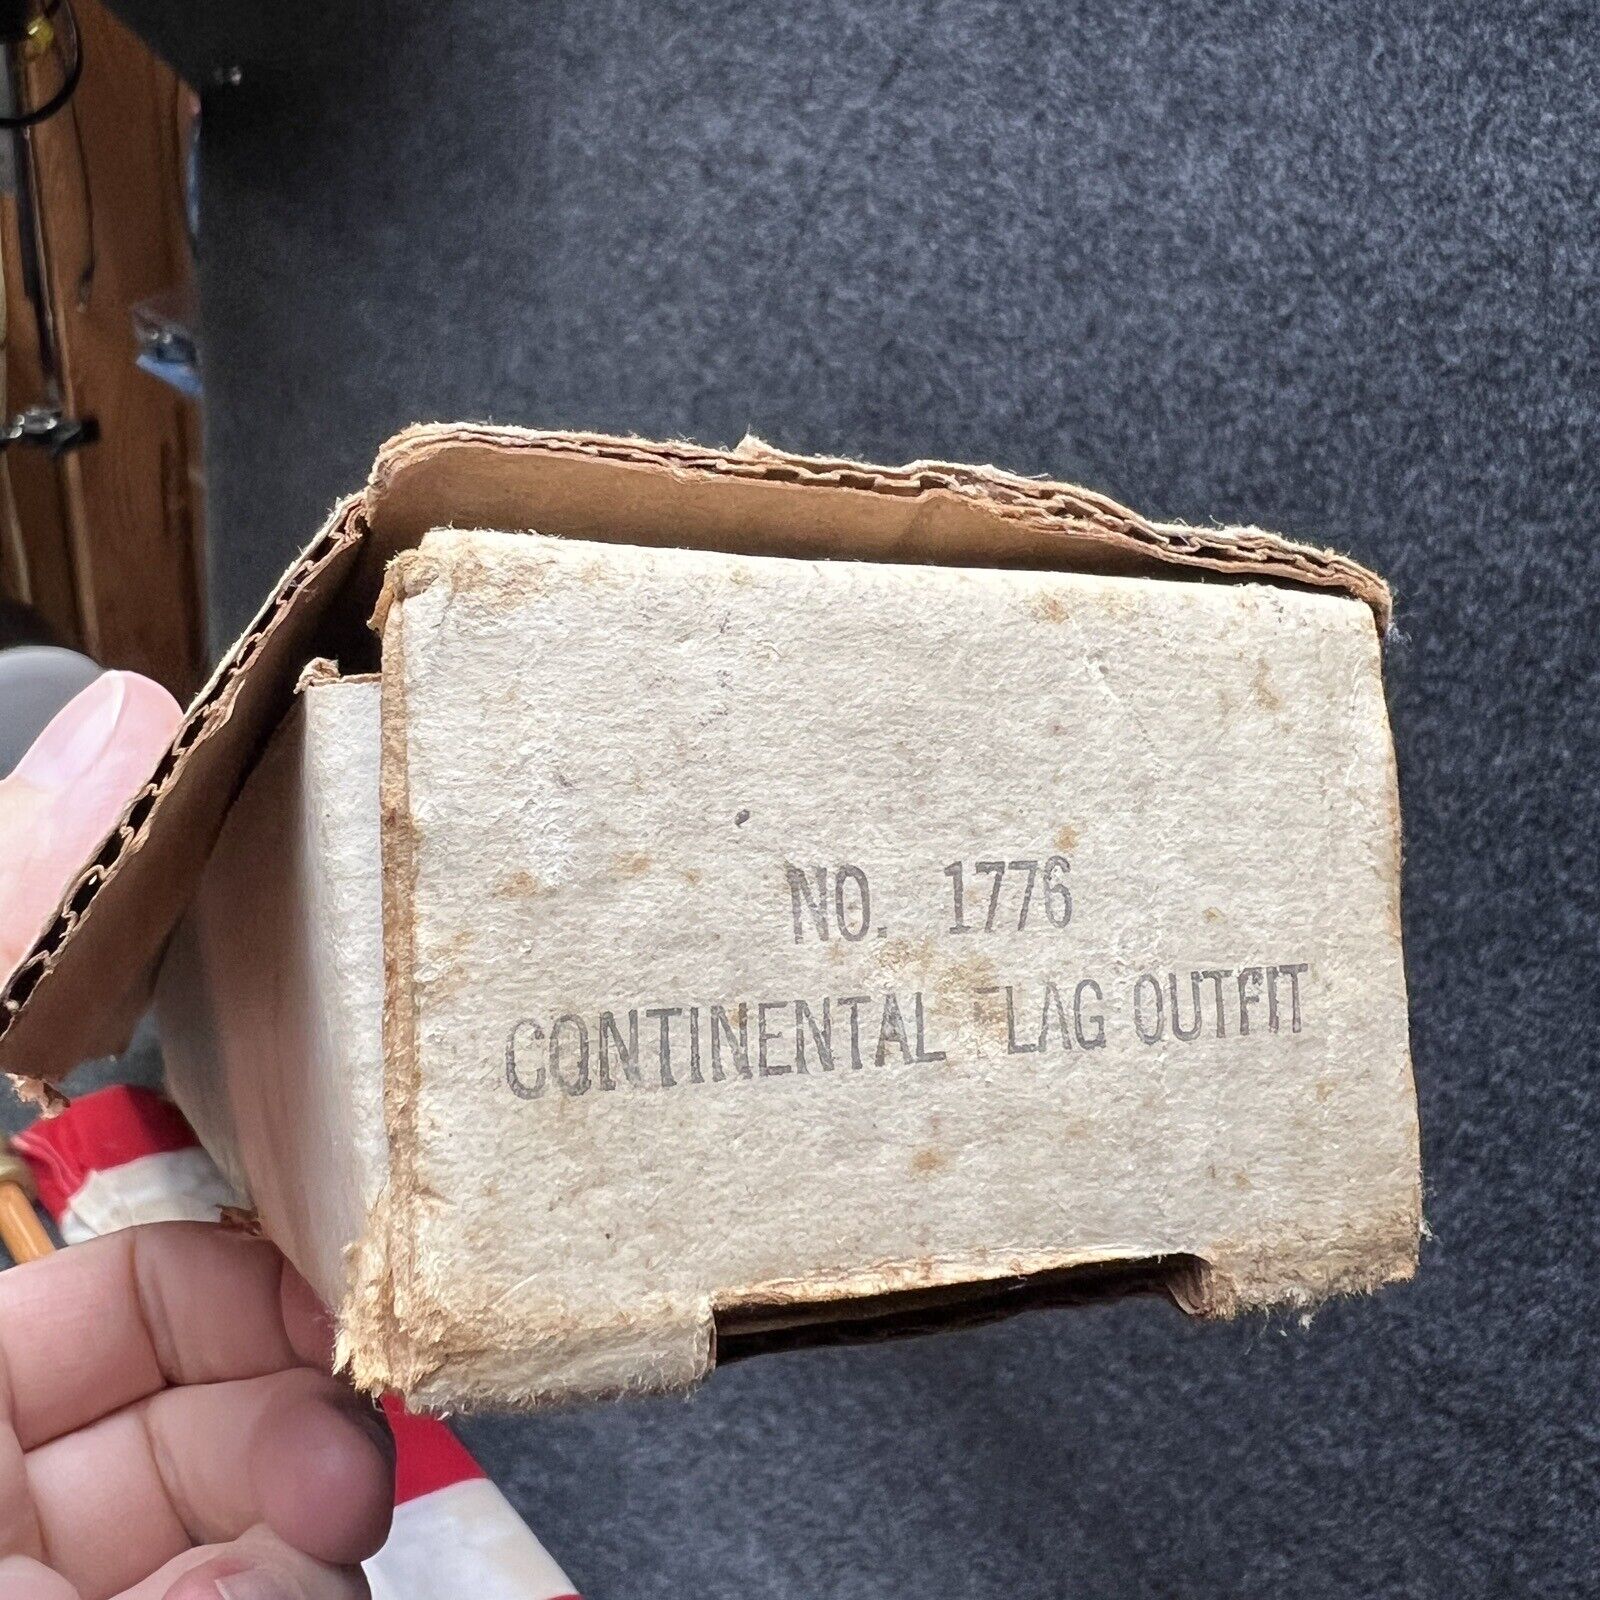 NO. 1776
CONTINENTAL FLAG OUTFIT